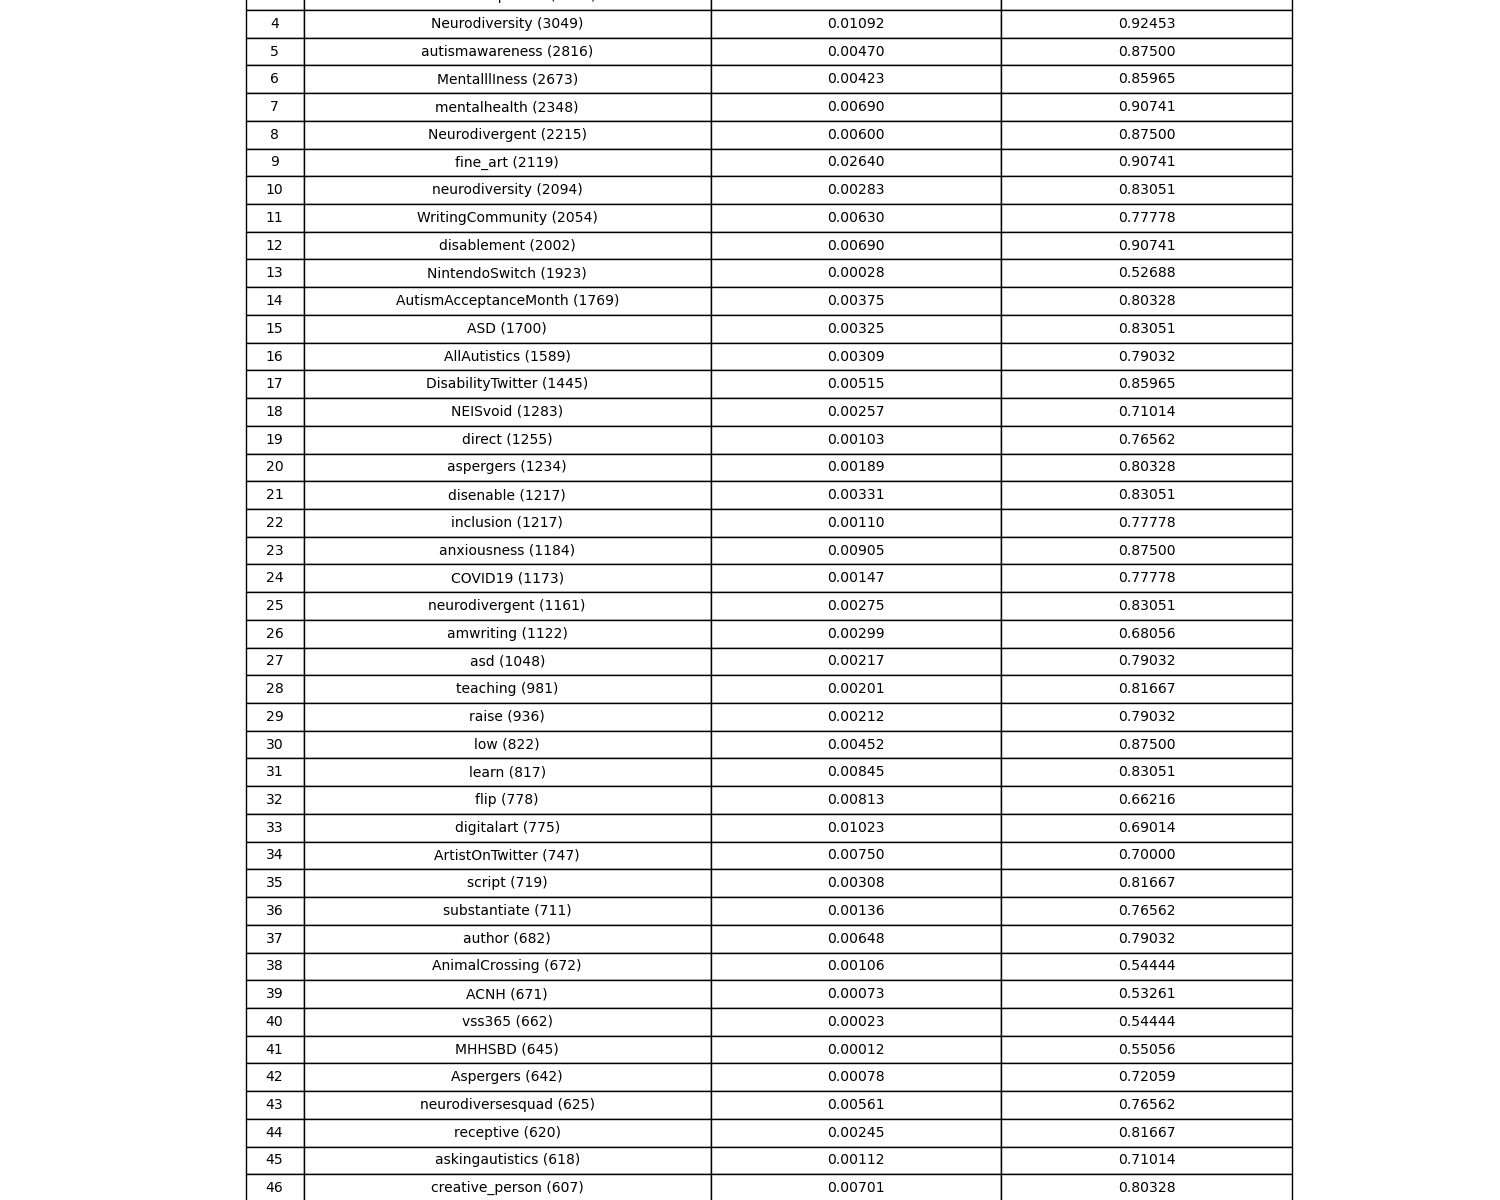 4 Neurodiversity (3049) 0.01092 0.92453
5 autismawareness (2816) 0.00470 0.87500
6 MentalIllness (2673) 0.00423 0.85965
7 mentalhealth (2348) 0.00690 0.90741
8 Neurodivergent (2215) 0.00600 0.87500
9 fine_art (2119) 0.02640 0.90741
10 neurodiversity (2094) 0.00283 0.83051
11 WritingCommunity (2054) 0.00630 0.77778
12 disablement (2002) 0.00690 0.90741
13 NintendoSwitch (1923) 0.00028 0.52688
14 AutismAcceptanceMonth (1769) 0.00375 0.80328
15 ASD (1700) 0.00325 0.83051
16 AllAutistics (1589) 0.00309 0.79032
17 DisabilityTwitter (1445) 0.00515 0.85965
18 NEISvoid (1283) 0.00257 0.71014
19 direct (1255) 0.00103 0.76562
20 aspergers (1234) 0.00189 0.80328
21 disenable (1217) 0.00331 0.83051
22 inclusion (1217) 0.00110 0.77778
23 anxiousness (1184) 0.00905 0.87500
24 COVID19 (1173) 0.00147 0.77778
25 neurodivergent (1161) 0.00275 0.83051
26 amwriting (1122) 0.00299 0.68056
27 asd (1048) 0.00217 0.79032
28 teaching (981) 0.00201 0.81667
29 raise (936) 0.00212 0.79032
30 low (822) 0.00452 0.87500
31 learn (817) 0.00845 0.83051
32 flip (778) 0.00813 0.66216
33 digitalart (775) 0.01023 0.69014
34 ArtistOnTwitter (747) 0.00750 0.70000
35 script (719) 0.00308 0.81667
36 substantiate (711) 0.00136 0.76562
37 author (682) 0.00648 0.79032
38 AnimalCrossing (672) 0.00106 0.54444
39 ACNH (671) 0.00073 0.53261
40 vss365 (662) 0.00023 0.54444
41 MHHSBD (645) 0.00012 0.55056
42 Aspergers (642) 0.00078 0.72059
43 neurodiversesquad (625) 0.00561 0.76562
44 receptive (620) 0.00245 0.81667
45 askingautistics (618) 0.00112 0.71014
46 creative_person (607) 0.00701 0.80328